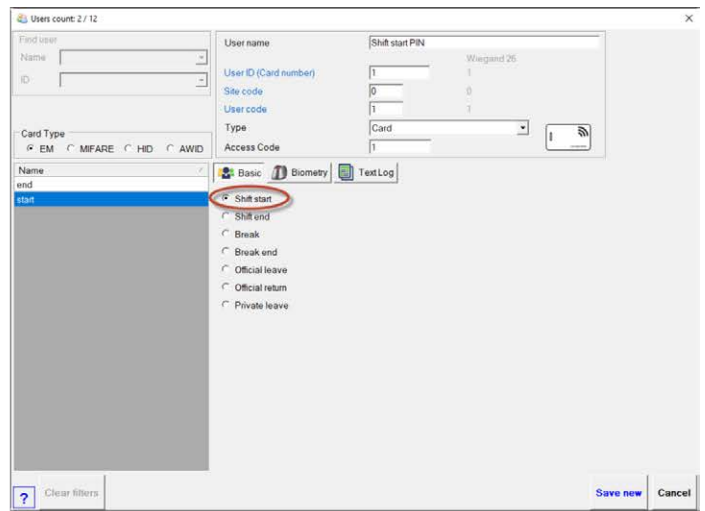 Users count: 2 / 12
Find user
Name
ID
Card Type
EM MIFARE HID AWID
User name Shift start PIN
Wiegand 26
User ID (Card number) 1 1
Site code 0 0
User code 1 1
Type Card
Access Code 1
Name
end
start
Basic Biometry Text Log
Shift start
Shift end
Break
Break end
Official leave
Official return
Private leave
? Clear filters
Save new Cancel